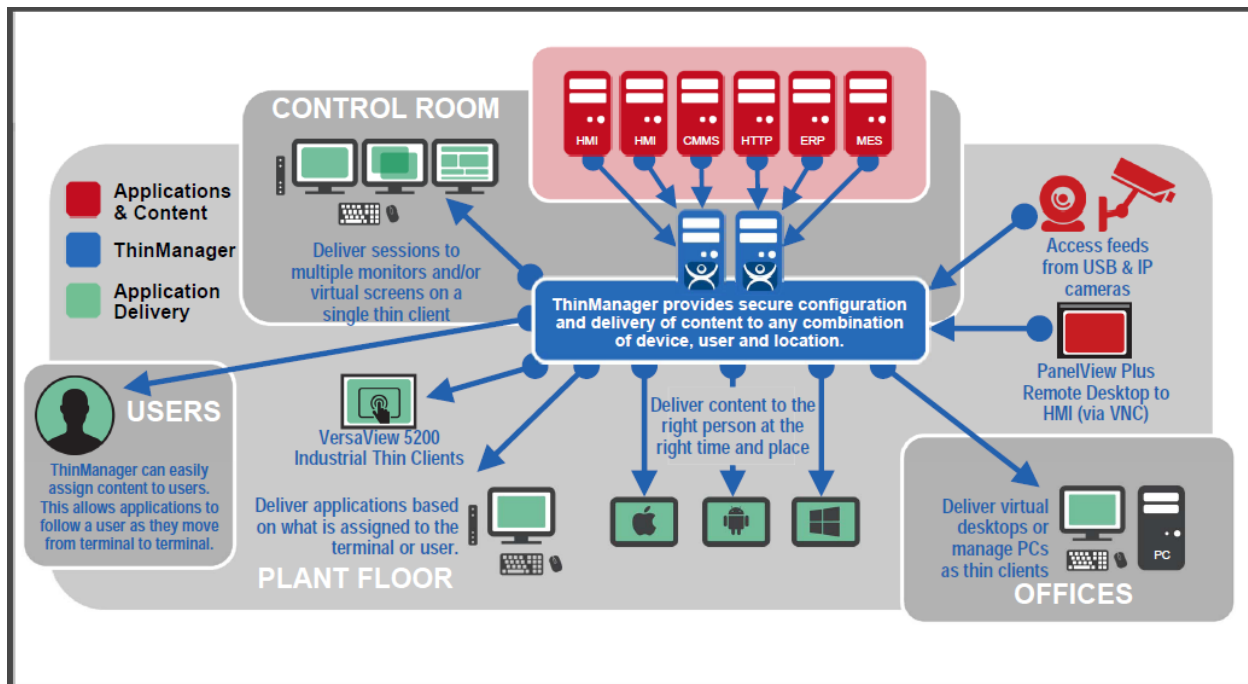 CONTROL ROOM
HMI
HMI
CMMS
HTTP
ERP
MES
Applications
& Content
ThinManager
Application
Delivery
Deliver sessions to
multiple monitors and/or
virtual screens on a
single thin client
ThinManager provides secure configuration
and delivery of content to any combination
of device, user and location.
Access feeds
from USB & IP
cameras
PanelView Plus
Remote Desktop to
HMI (via VNC)
USERS
ThinManager can easily
assign content to users.
This allows applications to
follow a user as they move
from terminal to terminal.
VersaView 5200
Industrial Thin Clients
Deliver content to the
right person at the
right time and place
Deliver applications based
on what is assigned to the
terminal or user.
PLANT FLOOR
Deliver virtual
desktops or
manage PCs
as thin clients
PC
OFFICES